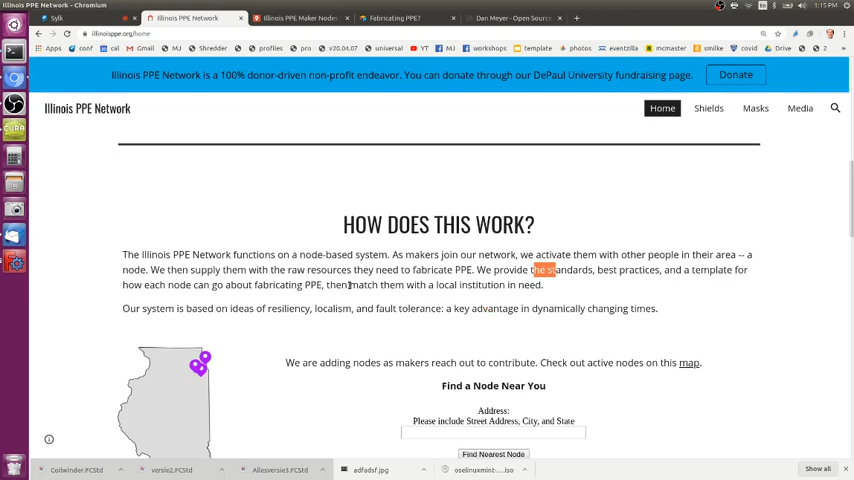 Illinois PPE Network - Chromium
En
1:15 PM
Sylk
Illinois PPE Network
Illinois PPE Maker Nodes
Fabricating PPE?
Dan Meyer - Open Sourc
illinoisppe.org/home
Apps conf cal Gmail MJ Shredder profiles pro v20.04.07 universal YT MJ workshops template photos eventzilla mcmaster smilke covid Drive 2
Illinois PPE Network is a 100% donor-driven non-profit endeavor. You can donate through our DePaul University fundraising page.
Donate
Illinois PPE Network
Home Shields Masks Media
HOW DOES THIS WORK?
The Illinois PPE Network functions on a node-based system. As makers join our network, we activate them with other people in their area -- a
node. We then supply them with the raw resources they need to fabricate PPE. We provide the standards, best practices, and a template for
how each node can go about fabricating PPE, then match them with a local institution in need.
Our system is based on ideas of resiliency, localism, and fault tolerance: a key advantage in dynamically changing times.
We are adding nodes as makers reach out to contribute. Check out active nodes on this map.
Find a Node Near You
Address:
Please include Street Address, City, and State
Find Nearest Node
CURA
Coilwinder.FCStd
versie2.FCStd
Allesversie3.FCStd
adfadsf.jpg
oselinuxmint-....iso
Show all